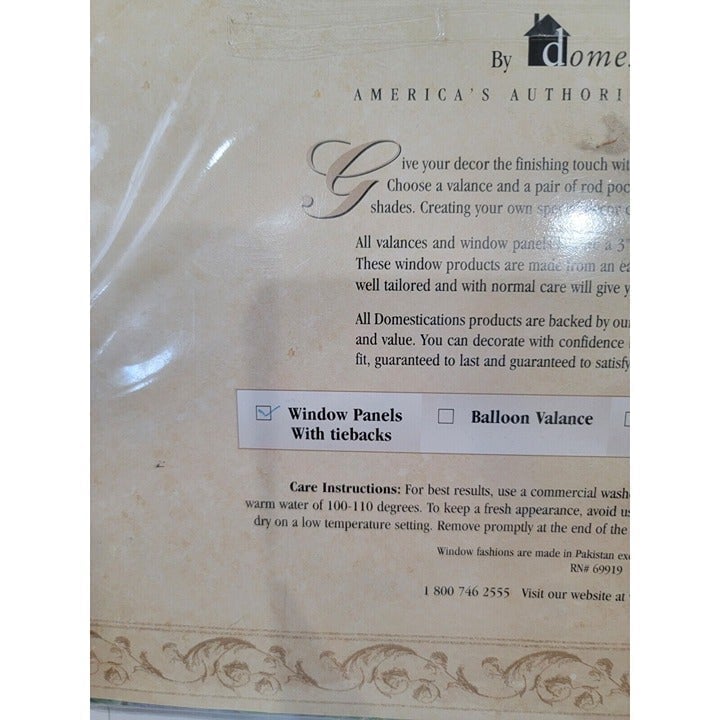 By dome
AMERICA'S AUTHORI
Give your decor the finishing touch wit
Choose a valance and a pair of rod poc
shades. Creating your own
All valances and window panels a 3"
These window products are made from an ea
well tailored and with normal care will give y
All Domestications products are backed by ou
and value. You can decorate with confidence
fit, guaranteed to last and guaranteed to satisfy
Window Panels
With tiebacks
Balloon Valance
Care Instructions: For best results, use a commercial wash
warm water of 100-110 degrees. To keep a fresh appearance, avoid us
dry on a low temperature setting. Remove promptly at the end of the
Window fashions are made in Pakistan ex
RN# 69919
1 800 746 2555 Visit our website at